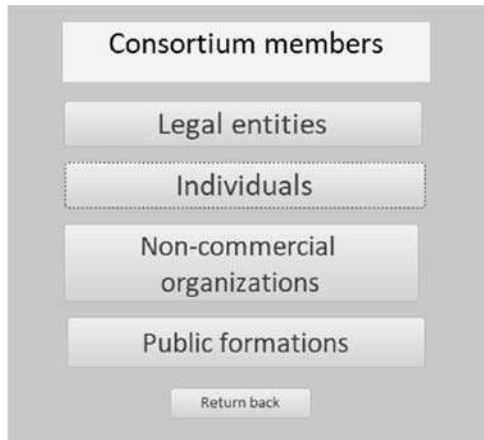 Consortium members
Legal entities
Individuals
Non-commercial
organizations
Public formations
Return back